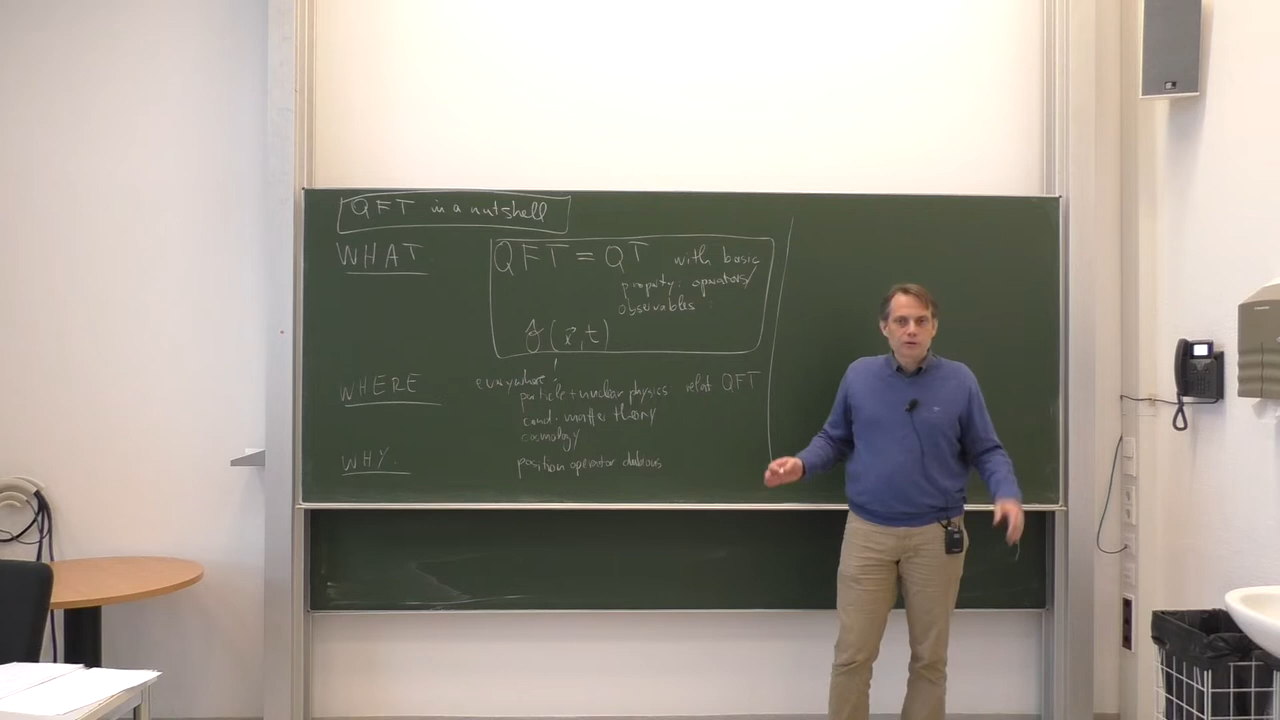 QFT in a nutshell
WHAT QFT = QT with basic
property: operators/
observables
(x,t)
WHERE everywhere!
particle + nuclear physics relat QFT
cond. matter theory
cosmology
WHY. position operator dubious